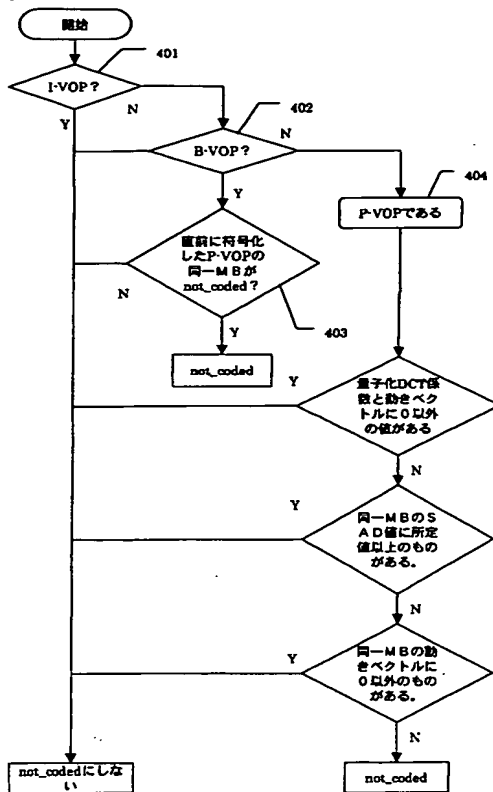 開始
401
I-VOP？
N
Y
402
B-VOP？
N
Y
404
P-VOPである
直前に符号化
したP-VOPの
同一MBが
not_coded？
N
Y
403
not_coded
量子化DCT係
数と動きベク
トルに０以外
の値がある
Y
N
同一MBのS
AD値に所定
値以上のもの
がある。
Y
N
同一MBの動
きベクトルに
０以外のもの
がある。
Y
N
not_codedにしな
い
not_coded